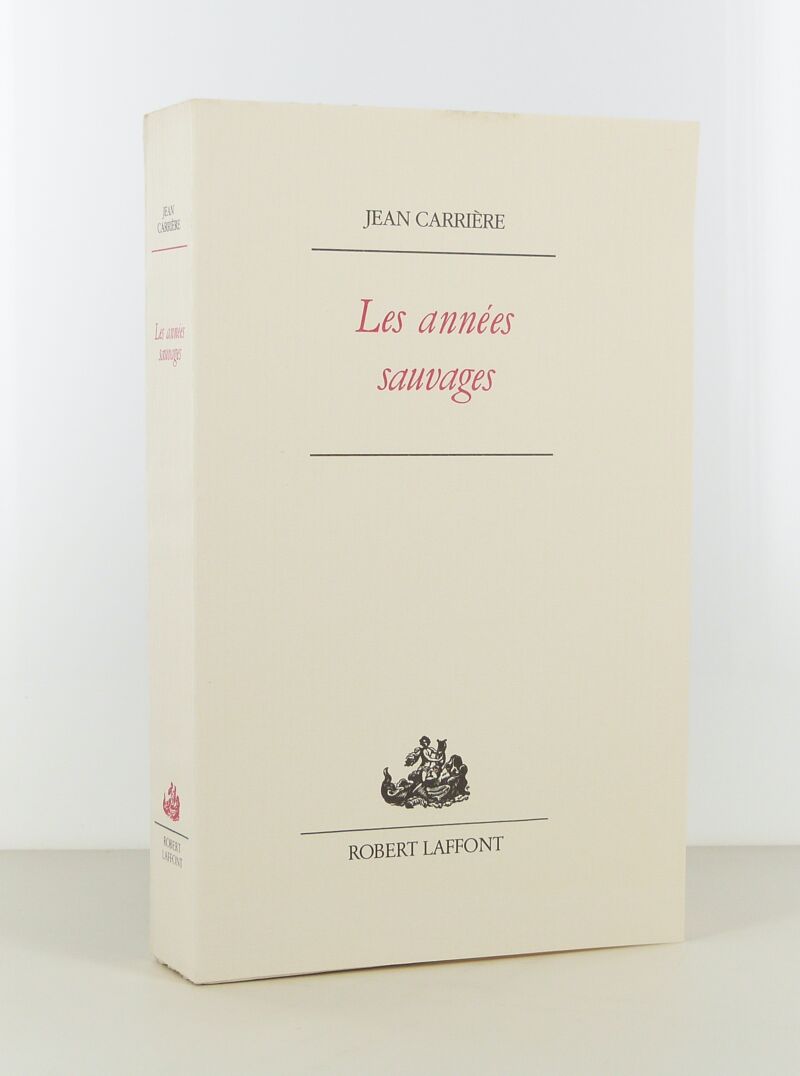 JEAN
CARRIÈRE
Les années
sauvages
ROBERT
LAFFONT
JEAN CARRIÈRE
Les années
sauvages
ROBERT LAFFONT